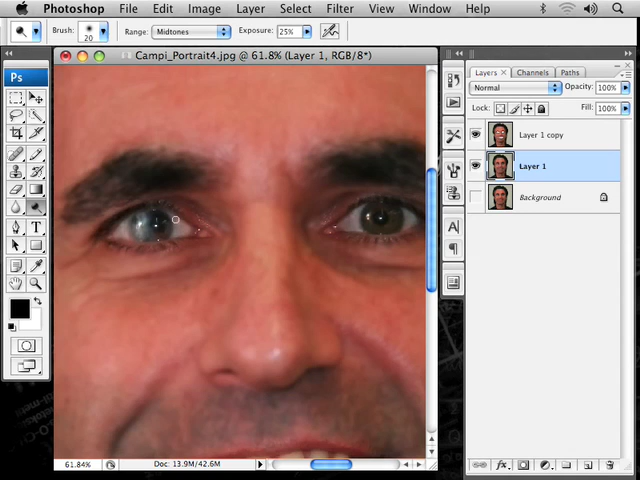 Photoshop File Edit Image Layer Select Filter View Window Help
Brush: 20 Range: Midtones Exposure: 25%
Campi_Portrait4.jpg @ 61.8% (Layer 1, RGB/8*)
Ps
T
61.84% Doc: 13.9M/42.6M
A
Layers × Channels Paths
Normal Opacity: 100%
Lock: Fill: 100%
Layer 1 copy
Layer 1
Background
fx